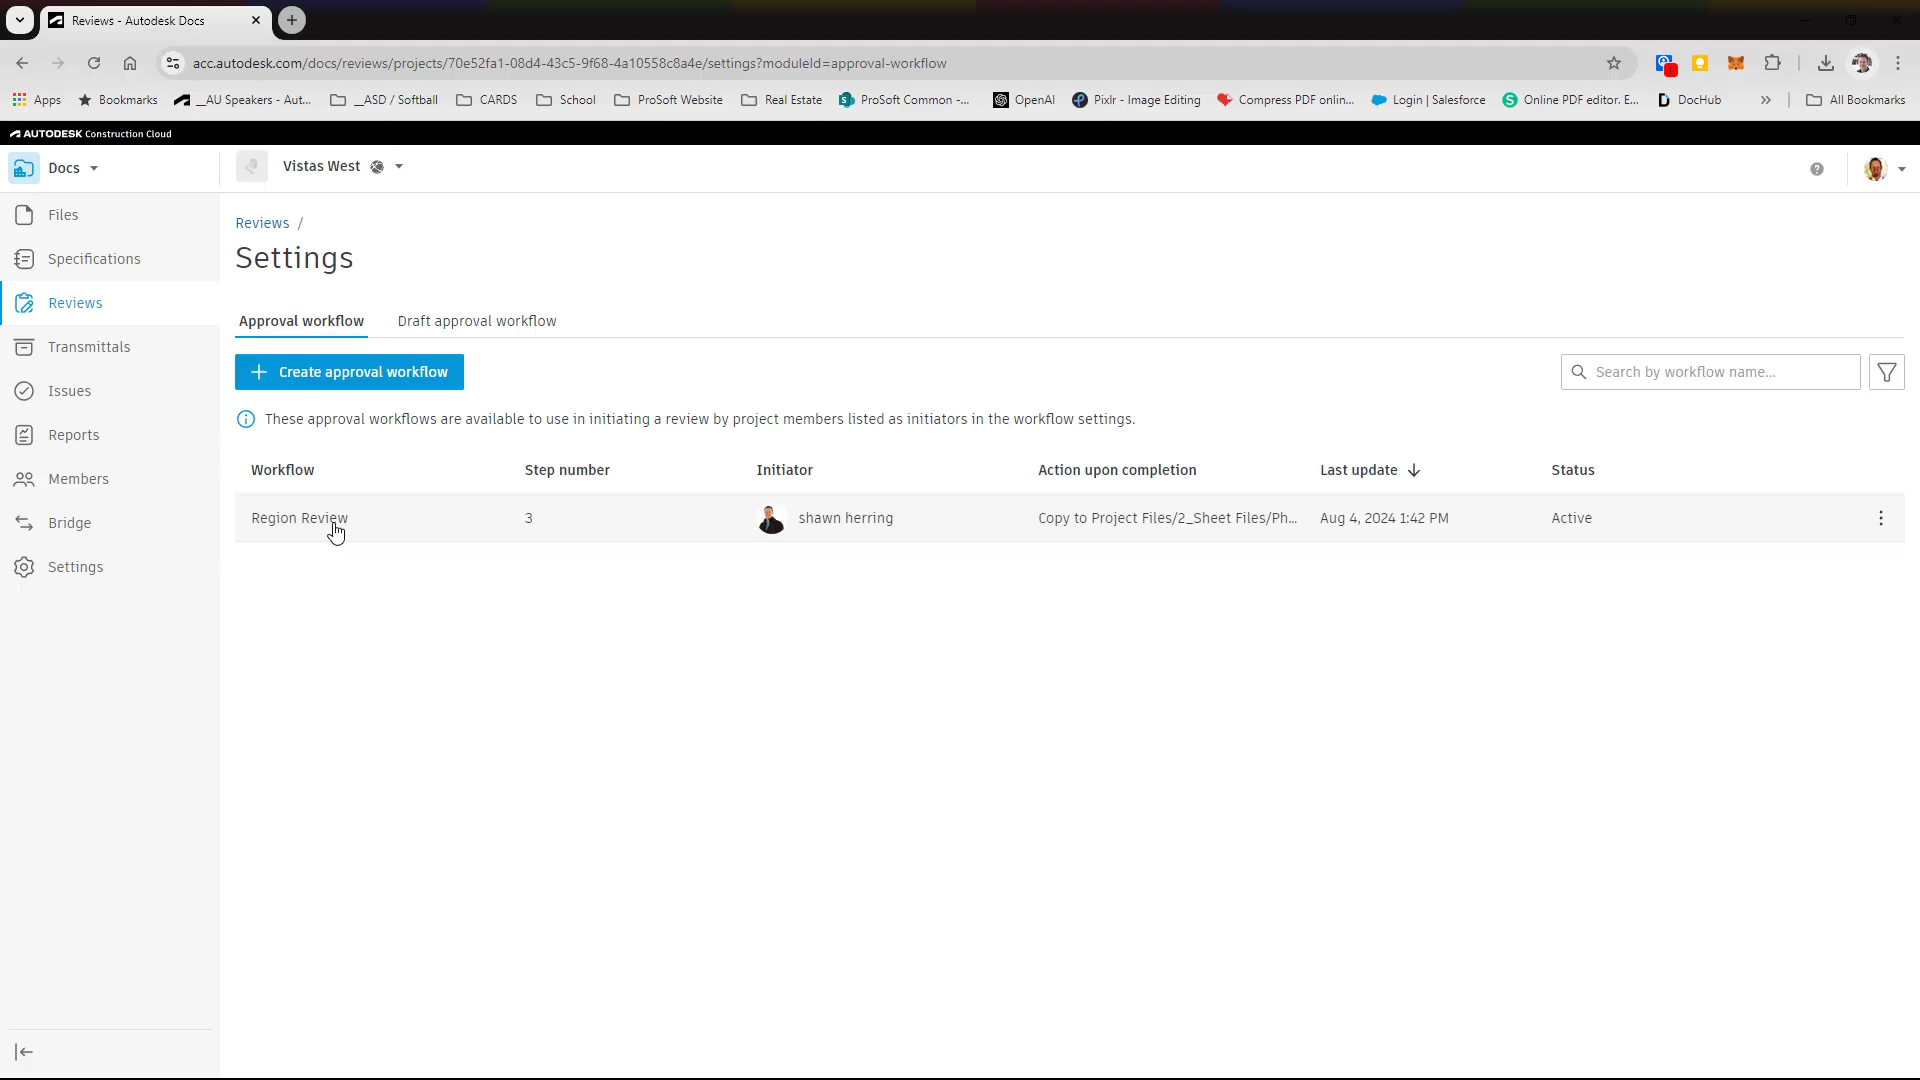 Reviews - Autodesk Docs
acc.autodesk.com/docs/reviews/projects/70e52fa1-08d4-43c5-9f68-4a10558c8a4e/settings?moduleId=approval-workflow
Apps Bookmarks __AU Speakers - Aut... __ASD / Softball CARDS School ProSoft Website Real Estate ProSoft Common -... OpenAI Pixlr - Image Editing Compress PDF onlin... Login | Salesforce Online PDF editor. E... DocHub » All Bookmarks
AUTODESK Construction Cloud
Docs
Vistas West
Files
Specifications
Reviews
Transmittals
Issues
Reports
Members
Bridge
Settings
Reviews /
Settings
Approval workflow Draft approval workflow
Create approval workflow
Search by workflow name...
These approval workflows are available to use in initiating a review by project members listed as initiators in the workflow settings.
Workflow Step number Initiator Action upon completion Last update Status
Region Review 3 shawn herring Copy to Project Files/2_Sheet Files/Ph... Aug 4, 2024 1:42 PM Active